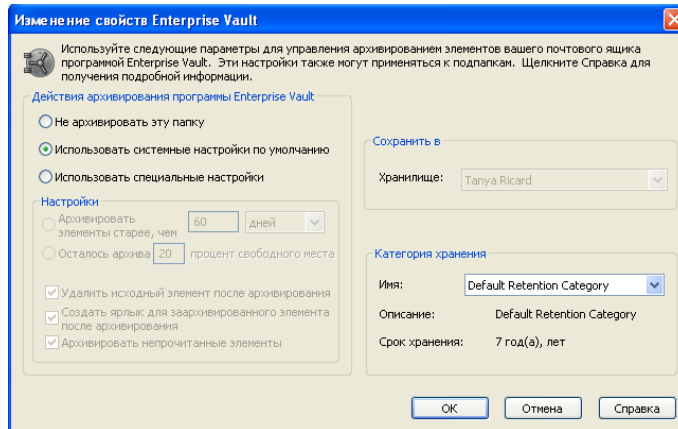 Изменение свойств Enterprise Vault
Используйте следующие параметры для управления архивированием элементов вашего почтового ящика
программой Enterprise Vault. Эти настройки также могут применяться к подпапкам. Щелкните Справка для
получения подробной информации.
Действия архивирования программы Enterprise Vault
Не архивировать эту папку
Использовать системные настройки по умолчанию
Использовать специальные настройки
Настройки
Архивировать
элементы старее, чем
60
дней
Осталось архива
20
процент свободного места
Удалить исходный элемент после архивирования
Создать ярлык для заархивированного элемента
после архивирования
Архивировать непрочитанные элементы
Сохранить в
Хранилище:
Tanya Ricard
Категория хранения
Имя:
Default Retention Category
Описание:
Default Retention Category
Срок хранения:
7 год(а), лет
OK
Отмена
Справка